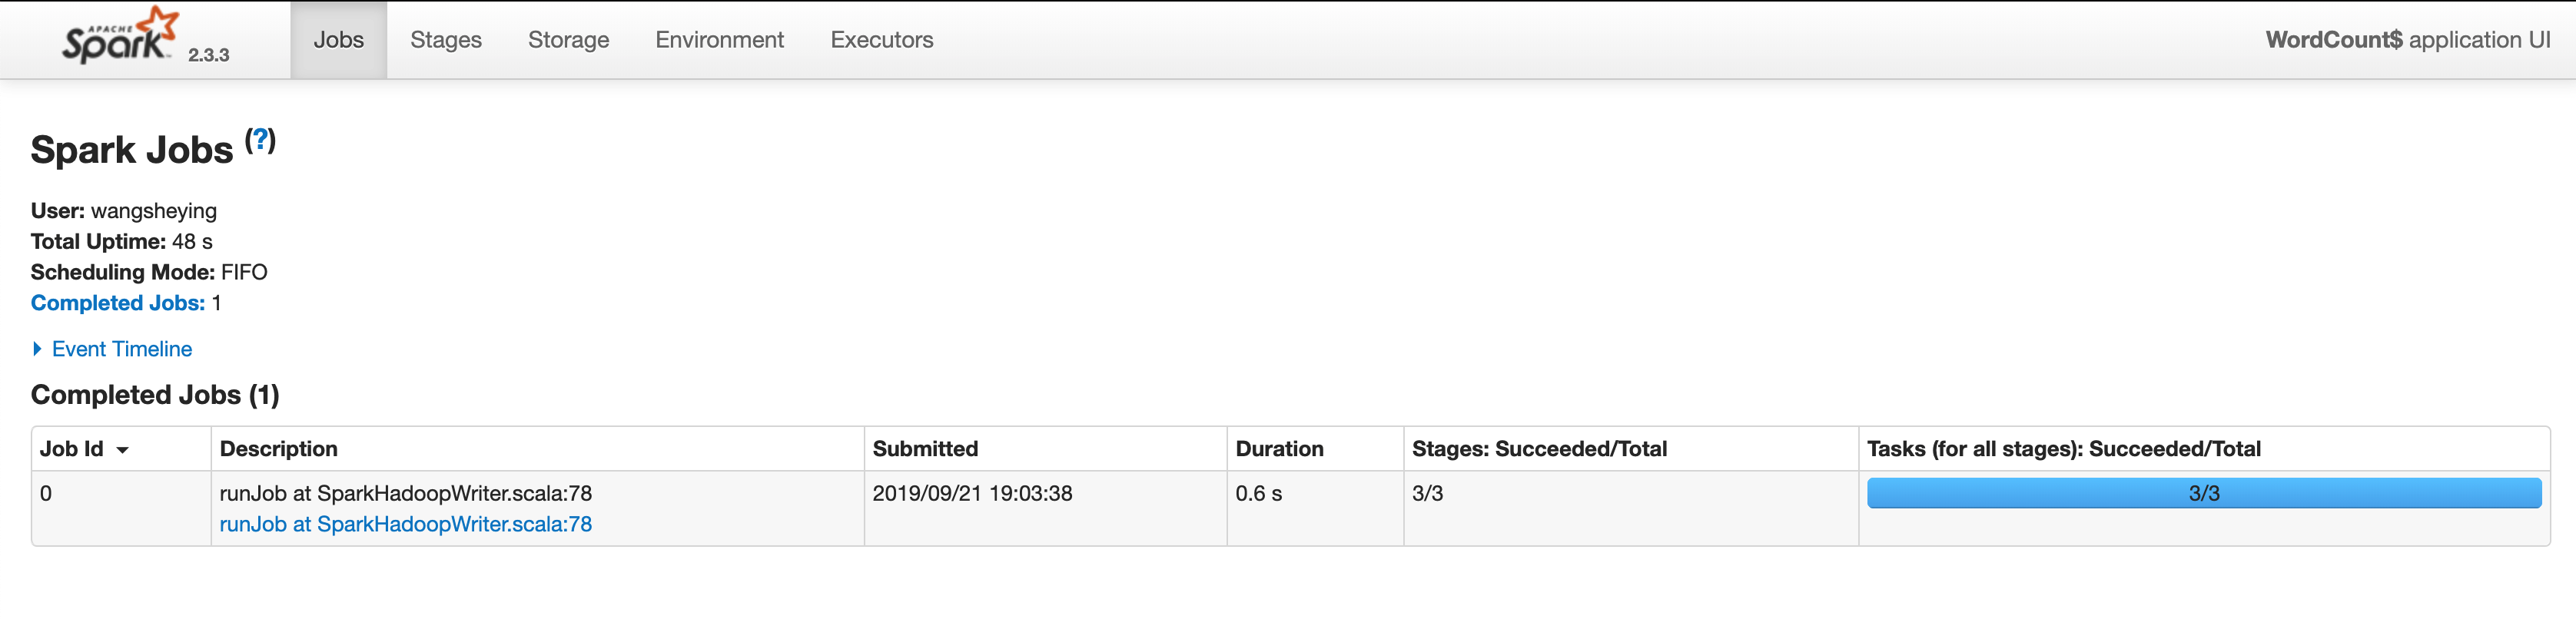 APACHE Spark 2.3.3 Jobs Stages Storage Environment Executors WordCount$ application UI
Spark Jobs (?)
User: wangsheying
Total Uptime: 48 s
Scheduling Mode: FIFO
Completed Jobs: 1
Event Timeline
Completed Jobs (1)
Job Id Description Submitted Duration Stages: Succeeded/Total Tasks (for all stages): Succeeded/Total
0 runJob at SparkHadoopWriter.scala:78 2019/09/21 19:03:38 0.6 s 3/3 3/3
runJob at SparkHadoopWriter.scala:78